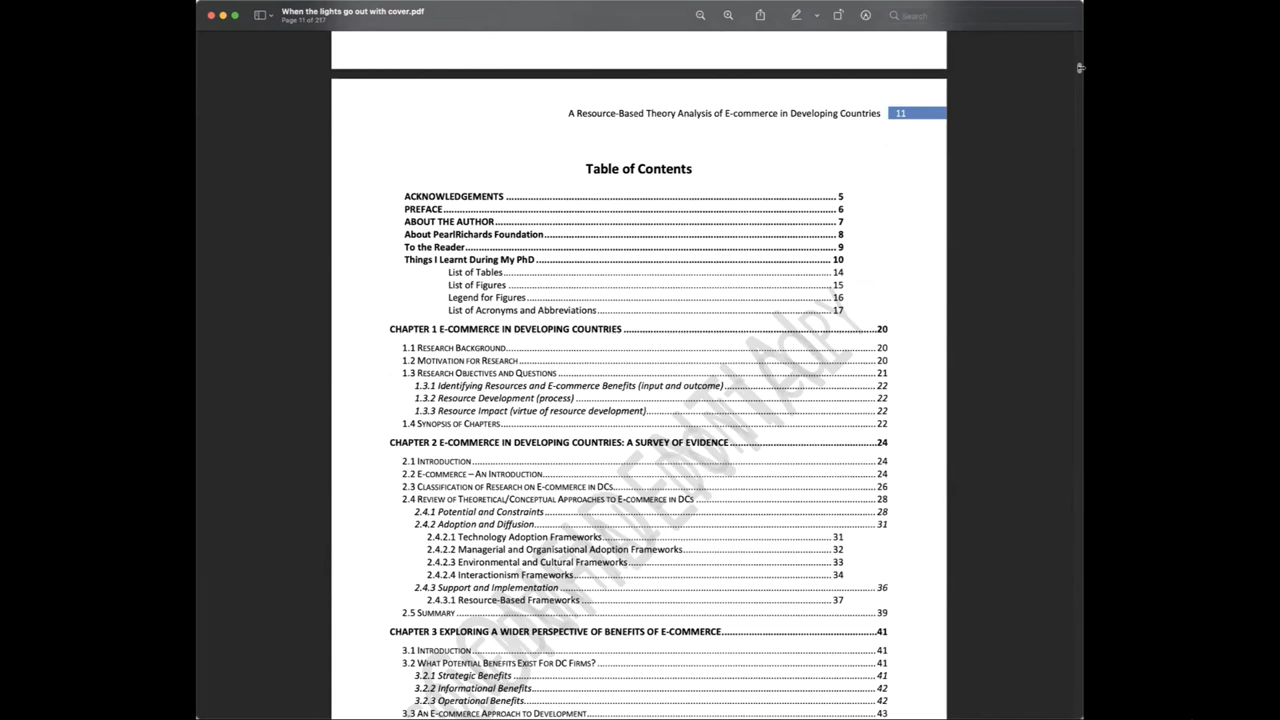 When the lights go out with cover.pdf
Page 11 of 217
Search
A Resource-Based Theory Analysis of E-commerce in Developing Countries 11
Table of Contents
ACKNOWLEDGEMENTS ........ 5
PREFACE ........ 6
ABOUT THE AUTHOR ........ 7
About PearlRichards Foundation ........ 8
To the Reader ........ 9
Things I Learnt During My PhD ........ 10
List of Tables ........ 14
List of Figures ........ 15
Legend for Figures ........ 16
List of Acronyms and Abbreviations ........ 17
CHAPTER 1 E-COMMERCE IN DEVELOPING COUNTRIES ........ 20
1.1 RESEARCH BACKGROUND ........ 20
1.2 MOTIVATION FOR RESEARCH ........ 20
1.3 RESEARCH OBJECTIVES AND QUESTIONS ........ 21
1.3.1 Identifying Resources and E-commerce Benefits (input and outcome) ........ 22
1.3.2 Resource Development (process) ........ 22
1.3.3 Resource Impact (virtue of resource development) ........ 22
1.4 SYNOPSIS OF CHAPTERS ........ 22
CHAPTER 2 E-COMMERCE IN DEVELOPING COUNTRIES: A SURVEY OF EVIDENCE ........ 24
2.1 INTRODUCTION ........ 24
2.2 E-COMMERCE – AN INTRODUCTION ........ 24
2.3 CLASSIFICATION OF RESEARCH ON E-COMMERCE IN DCS ........ 26
2.4 REVIEW OF THEORETICAL/CONCEPTUAL APPROACHES TO E-COMMERCE IN DCS ........ 28
2.4.1 Potential and Constraints ........ 28
2.4.2 Adoption and Diffusion ........ 31
2.4.2.1 Technology Adoption Frameworks ........ 31
2.4.2.2 Managerial and Organisational Adoption Frameworks ........ 32
2.4.2.3 Environmental and Cultural Frameworks ........ 33
2.4.2.4 Interactionism Frameworks ........ 34
2.4.3 Support and Implementation ........ 36
2.4.3.1 Resource-Based Frameworks ........ 37
2.5 SUMMARY ........ 39
CHAPTER 3 EXPLORING A WIDER PERSPECTIVE OF BENEFITS OF E-COMMERCE ........ 41
3.1 INTRODUCTION ........ 41
3.2 WHAT POTENTIAL BENEFITS EXIST FOR DC FIRMS? ........ 41
3.2.1 Strategic Benefits ........ 41
3.2.2 Informational Benefits ........ 42
3.2.3 Operational Benefits ........ 42
3.3 AN E-COMMERCE APPROACH TO DEVELOPMENT ........ 43